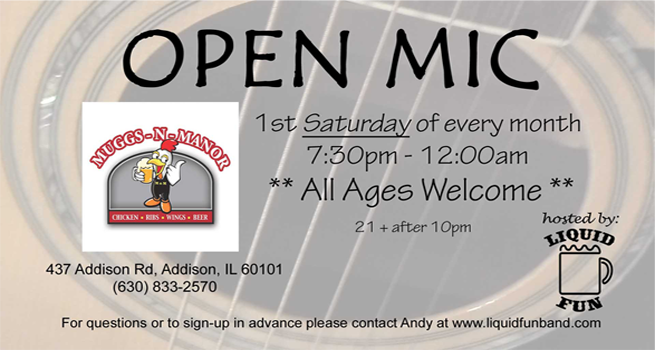 OPEN MIC
MUGGS-N-MANOR
CHICKEN • RIBS • WINGS • BEER
1st Saturday of every month
7:30pm - 12:00am
** All Ages Welcome **
21 + after 10pm
hosted by:
LIQUID
FUN
437 Addison Rd, Addison, IL 60101
(630) 833-2570
For questions or to sign-up in advance please contact Andy at www.liquidfunband.com